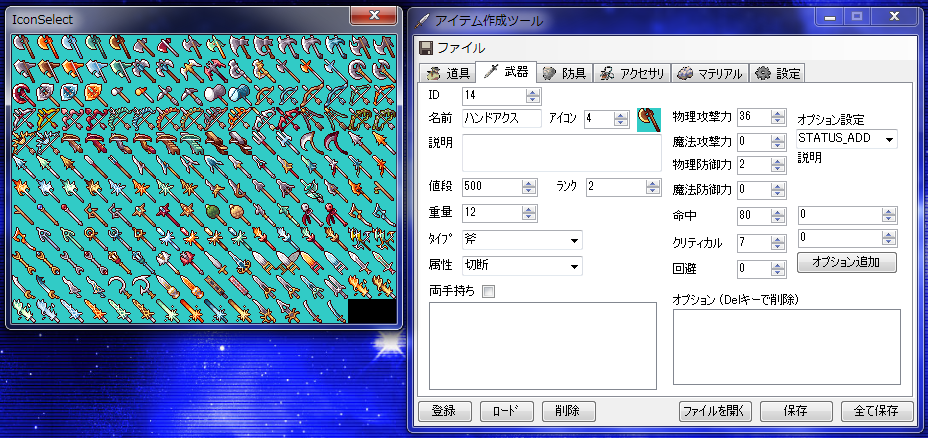 IconSelect
アイテム作成ツール
ファイル
道具 武器 防具 アクセサリ マテリアル 設定
ID 14
名前 ハンドアクス アイコン 4
説明
値段 500 ランク 2
重量 12
タイプ 斧
属性 切断
両手持ち
物理攻撃力 36
魔法攻撃力 0
物理防御力 2
魔法防御力 0
命中 80
クリティカル 7
回避 0
オプション設定
STATUS_ADD
説明
0
0
オプション追加
オプション (Delキーで削除)
登録 ロード 削除 ファイルを開く 保存 全て保存